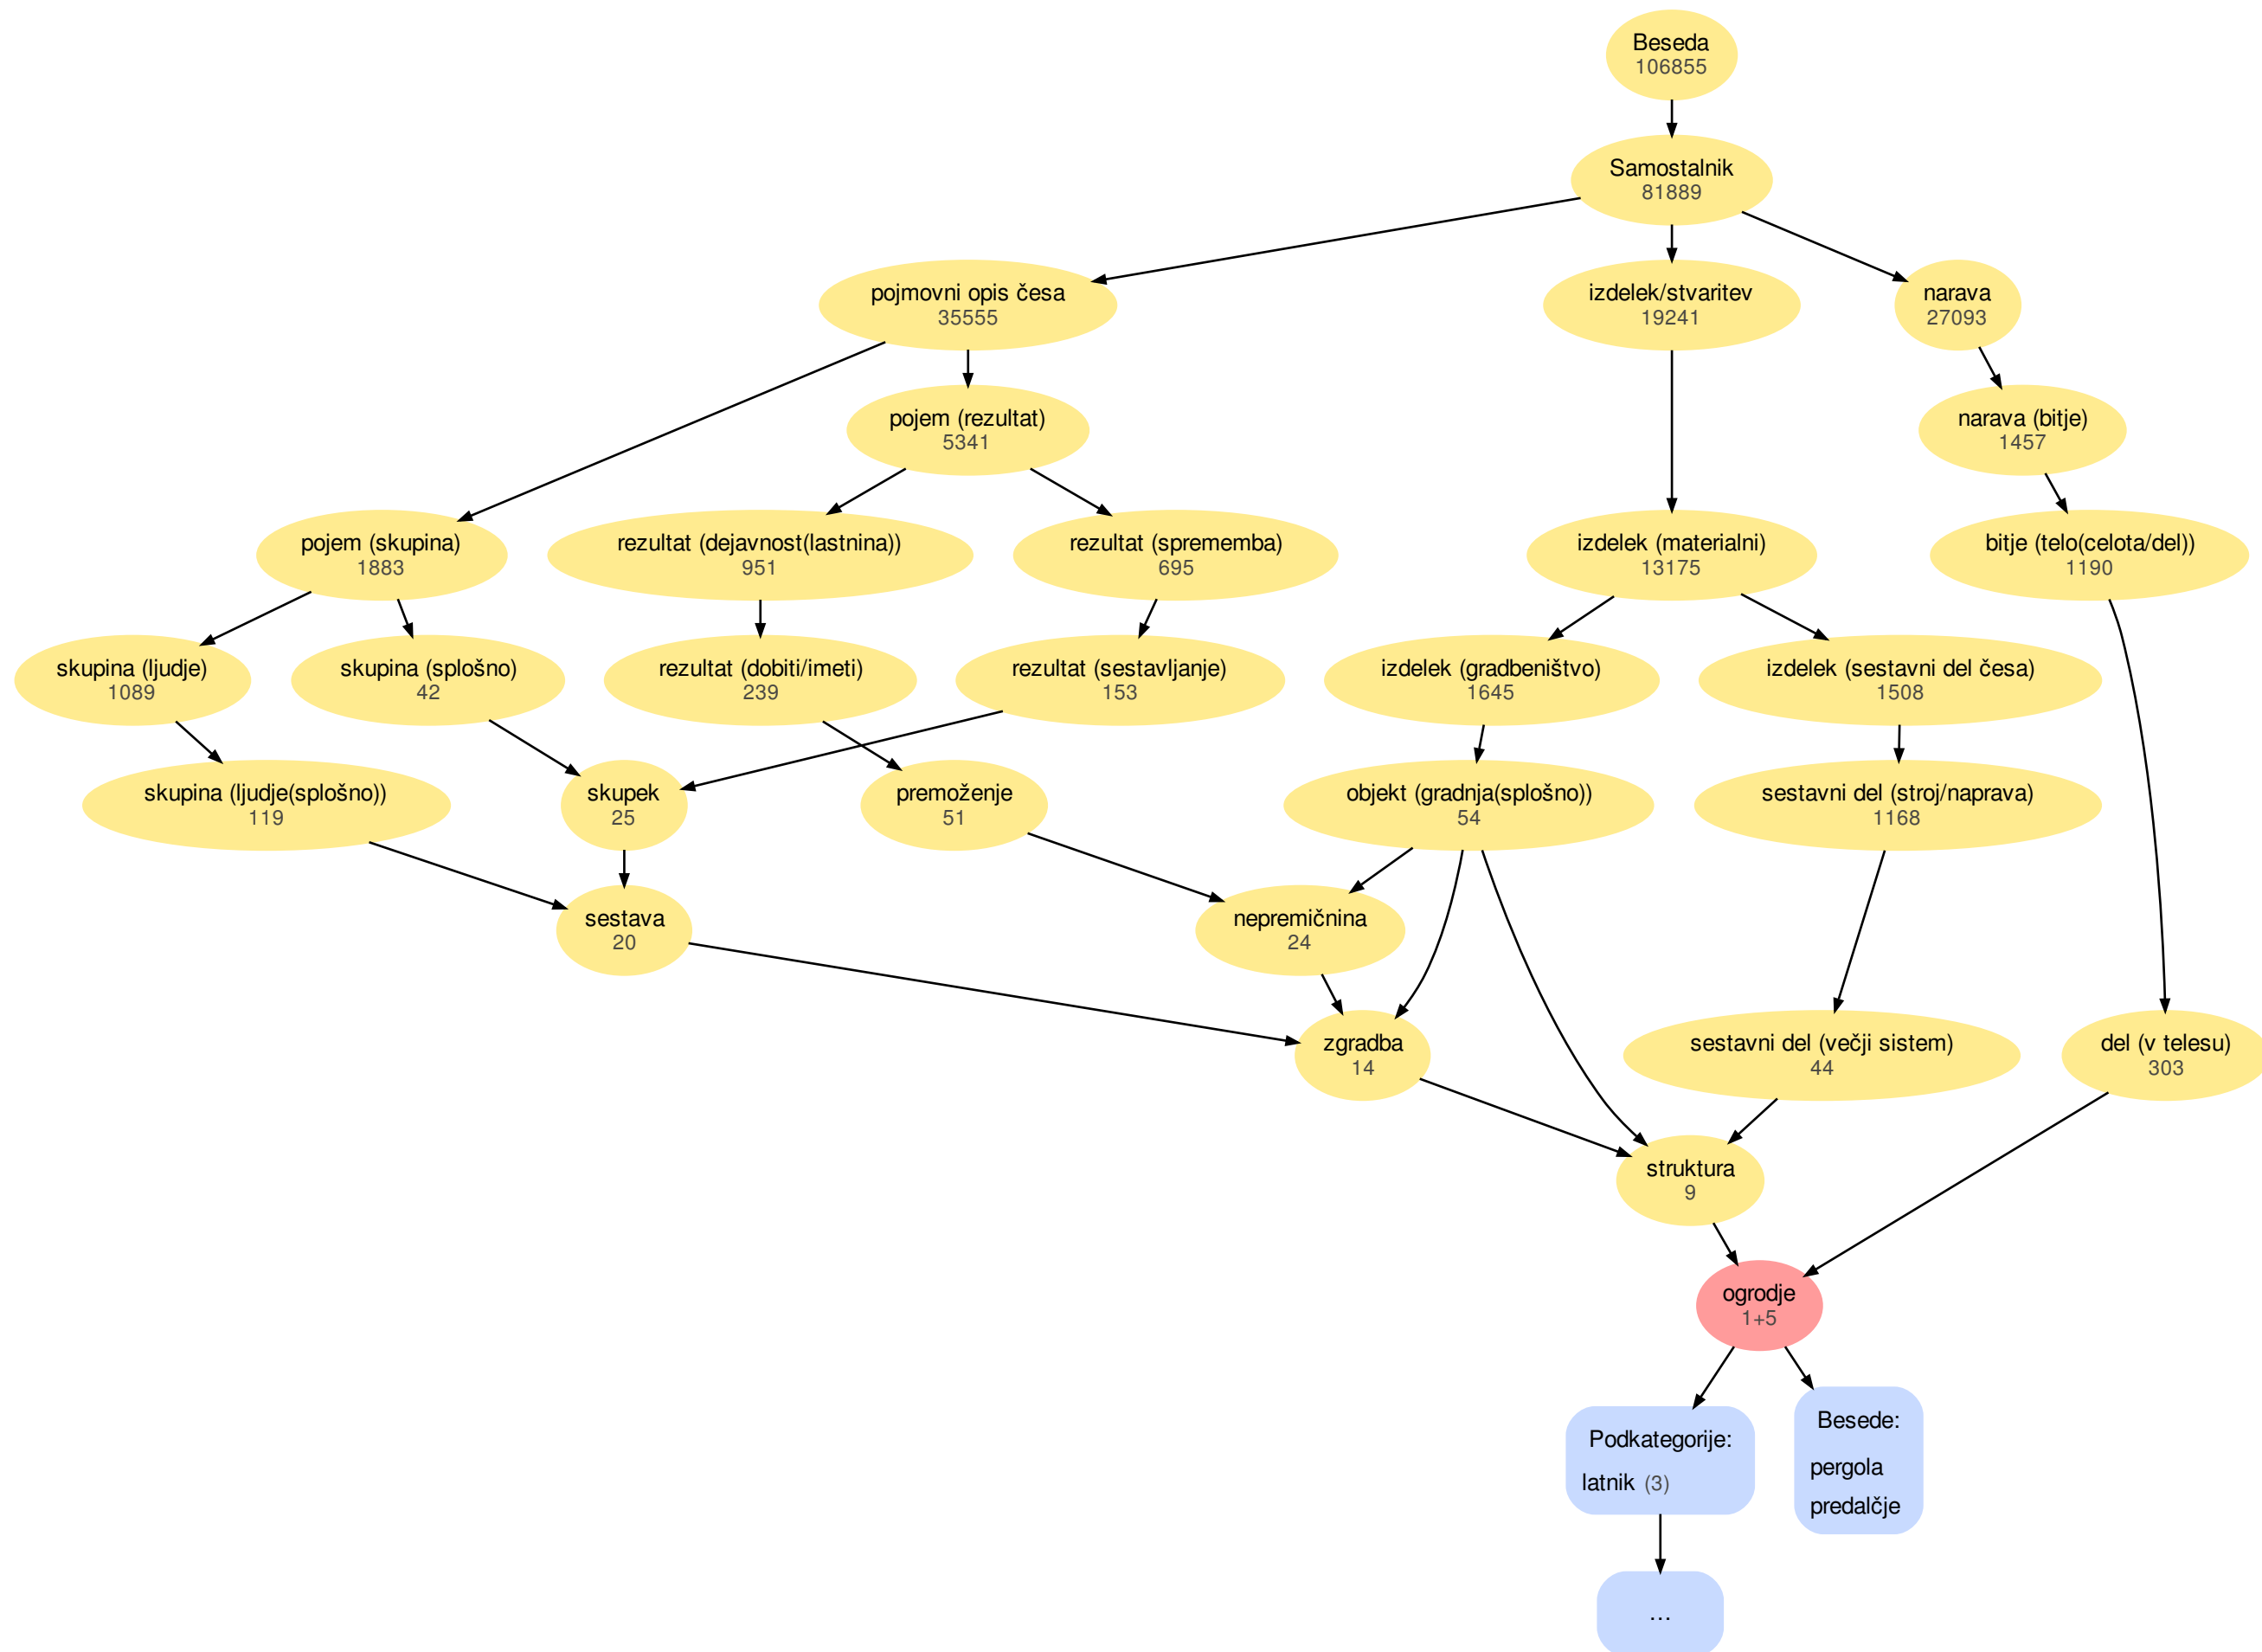 Beseda
106855
Samostalnik
81889
pojmovni opis česa
35555
izdelek/stvaritev
19241
narava
27093
pojem (rezultat)
5341
narava (bitje)
1457
pojem (skupina)
1883
rezultat (dejavnost(lastnina))
951
rezultat (sprememba)
695
izdelek (materialni)
13175
bitje (telo(celota/del))
1190
skupina (ljudje)
1089
skupina (splošno)
42
rezultat (dobiti/imeti)
239
rezultat (sestavljanje)
153
izdelek (gradbeništvo)
1645
izdelek (sestavni del česa)
1508
skupina (ljudje(splošno))
119
skupek
25
premoženje
51
objekt (gradnja(splošno))
54
sestavni del (stroj/naprava)
1168
sestava
20
nepremičnina
24
zgradba
14
sestavni del (večji sistem)
44
del (v telesu)
303
struktura
9
ogrodje
1+5
Podkategorije:
latnik (3)
Besede:
pergola
predalčje
...